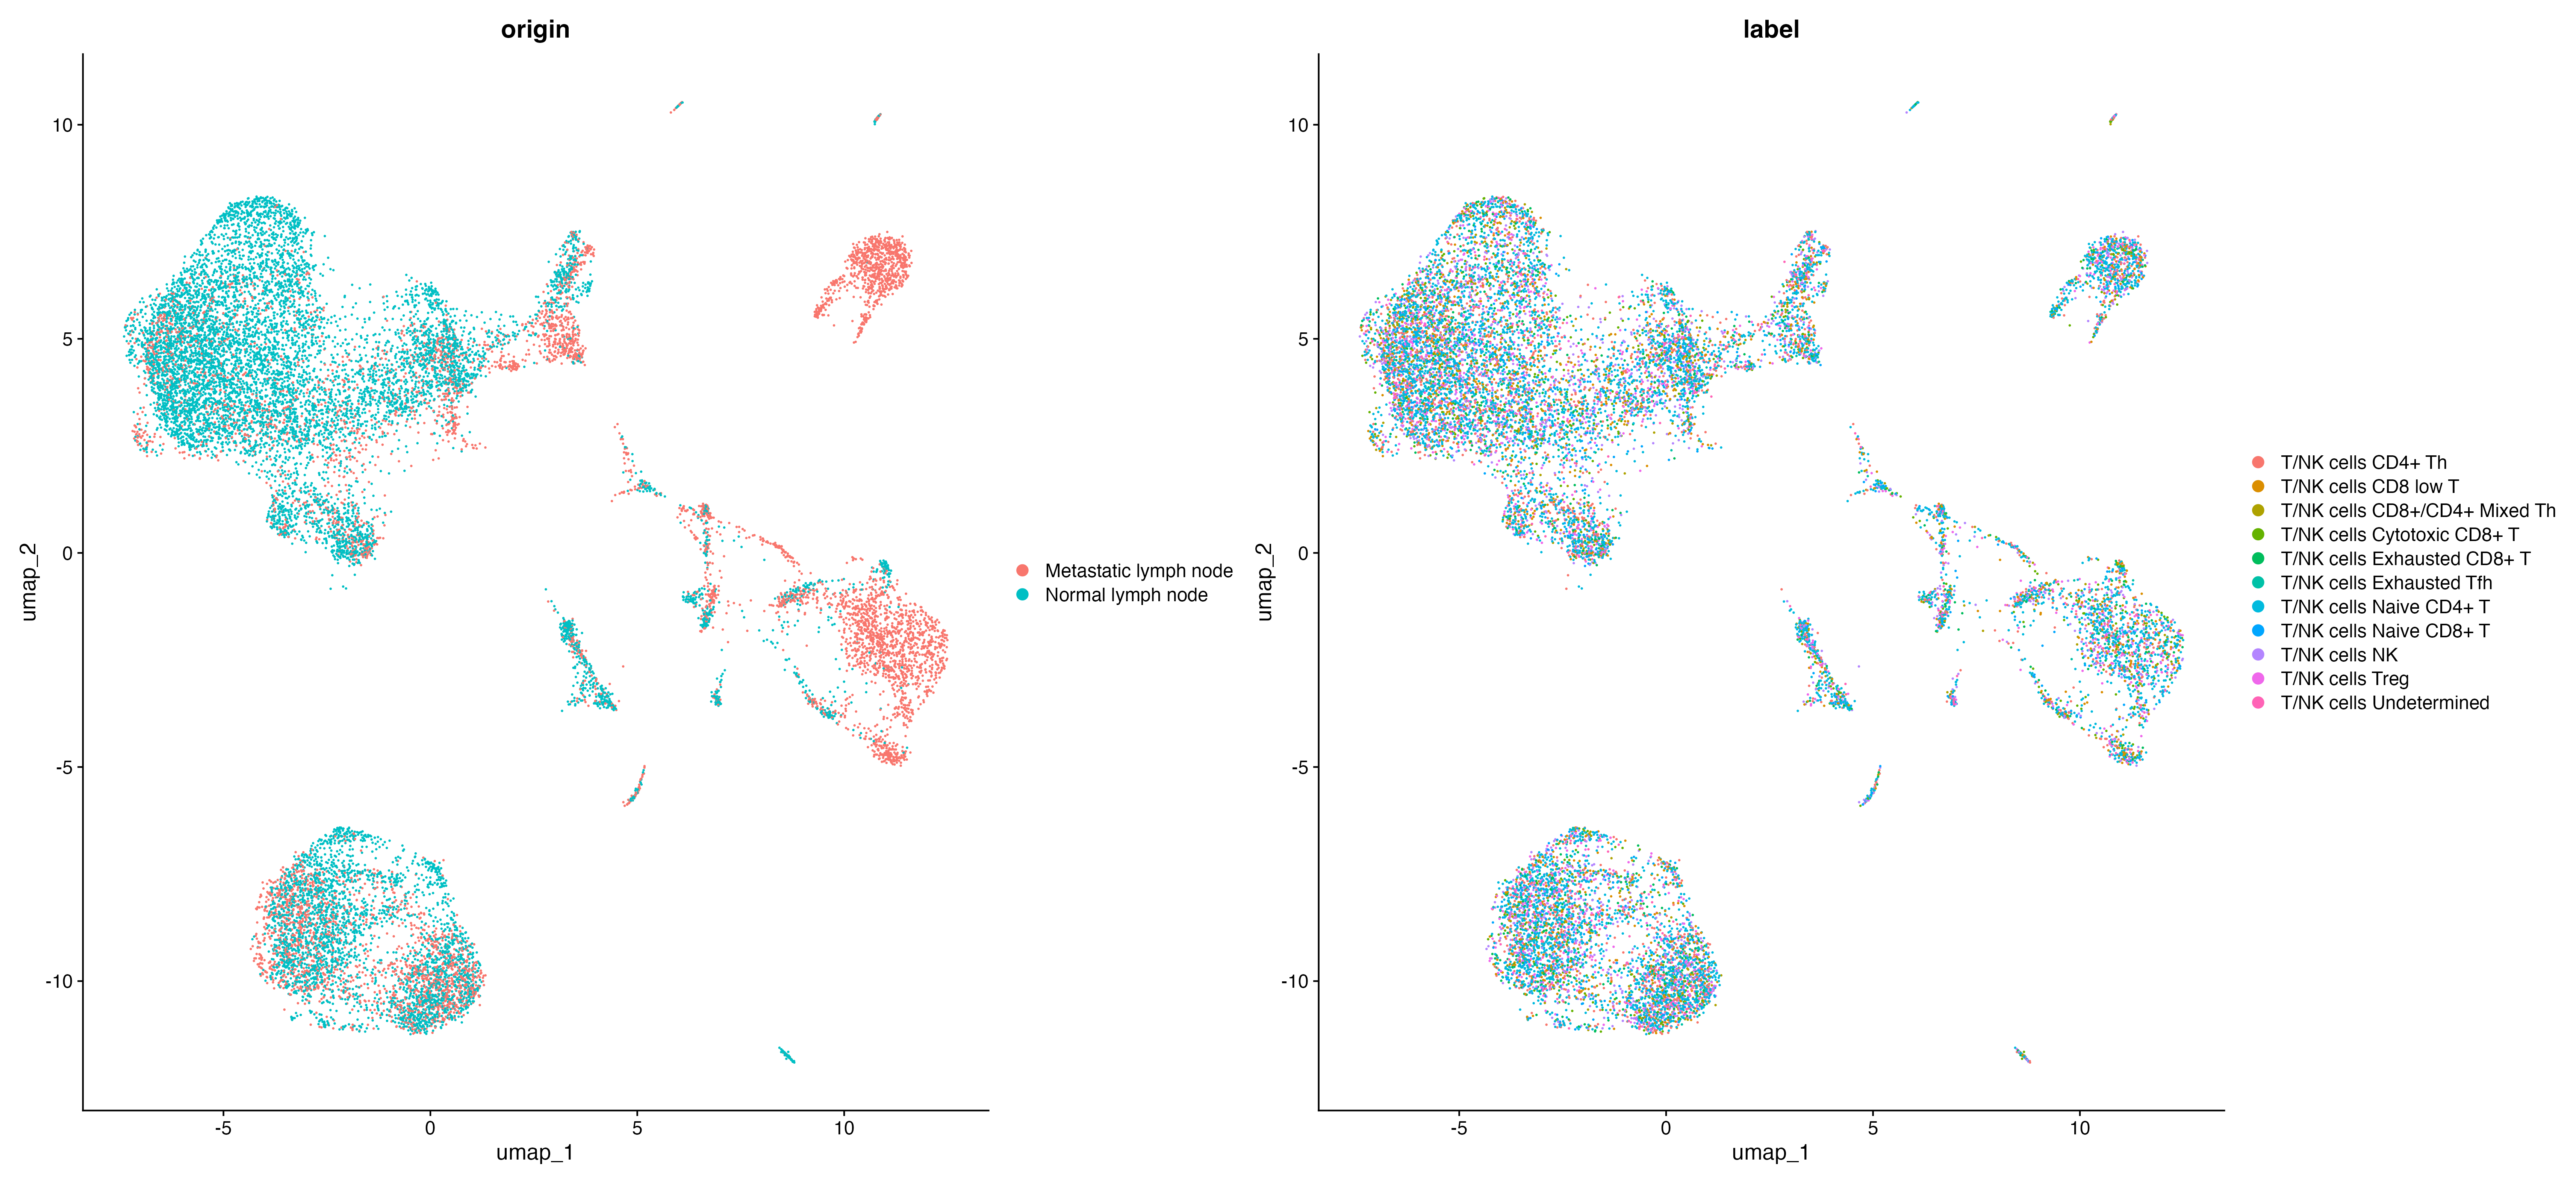 origin
10
5
0
-5
-10
umap_2
-5
0
5
10
umap_1
Metastatic lymph node
Normal lymph node
label
10
5
0
-5
-10
umap_2
-5
0
5
10
umap_1
T/NK cells CD4+ Th
T/NK cells CD8 low T
T/NK cells CD8+/CD4+ Mixed Th
T/NK cells Cytotoxic CD8+ T
T/NK cells Exhausted CD8+ T
T/NK cells Exhausted Tfh
T/NK cells Naive CD4+ T
T/NK cells Naive CD8+ T
T/NK cells NK
T/NK cells Treg
T/NK cells Undetermined